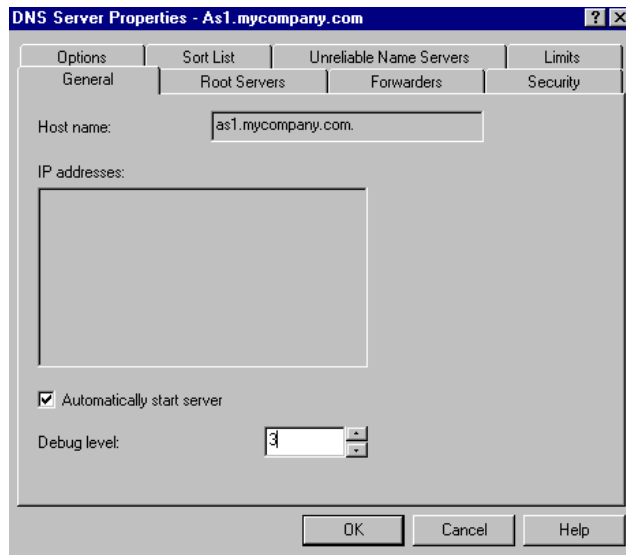 DNS Server Properties - As1.mycompany.com
Options Sort List Unreliable Name Servers Limits
General Root Servers Forwarders Security
Host name: as1.mycompany.com.
IP addresses:
Automatically start server
Debug level: 3
OK Cancel Help